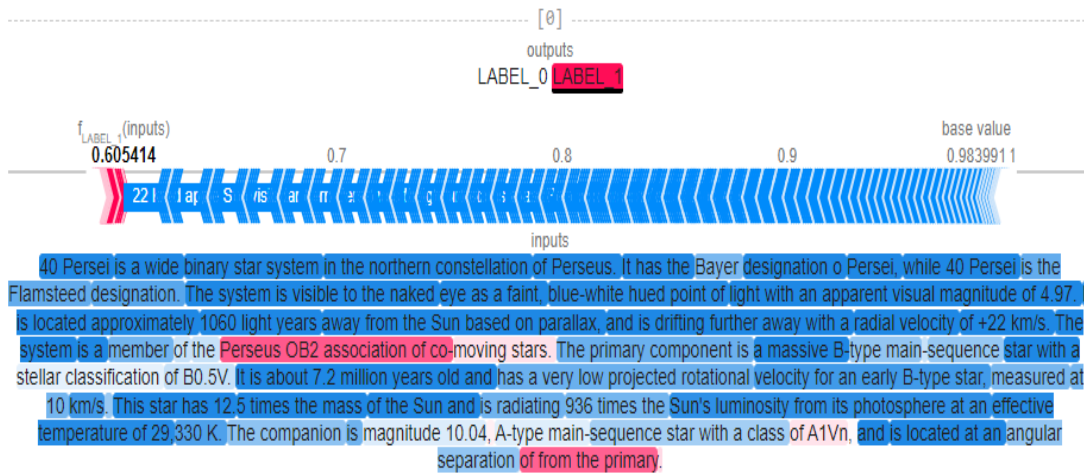 [0]
outputs
LABEL_0 LABEL_1
f LABEL_1 (inputs) base value
0.605414 0.7 0.8 0.9 0.9839911
22
inputs
40 Persei is a wide binary star system in the northern constellation of Perseus. It has the Bayer designation o Persei, while 40 Persei is the
Flamsteed designation. The system is visible to the naked eye as a faint, blue-white hued point of light with an apparent visual magnitude of 4.97.
is located approximately 1060 light years away from the Sun based on parallax, and is drifting further away with a radial velocity of +22 km/s. The
system is a member of the Perseus OB2 association of co-moving stars. The primary component is a massive B-type main-sequence star with a
stellar classification of B0.5V. It is about 7.2 million years old and has a very low projected rotational velocity for an early B-type star, measured at
10 km/s. This star has 12.5 times the mass of the Sun and is radiating 936 times the Sun's luminosity from its photosphere at an effective
temperature of 29,330 K. The companion is magnitude 10.04, A-type main-sequence star with a class of A1Vn, and is located at an angular
separation of from the primary.